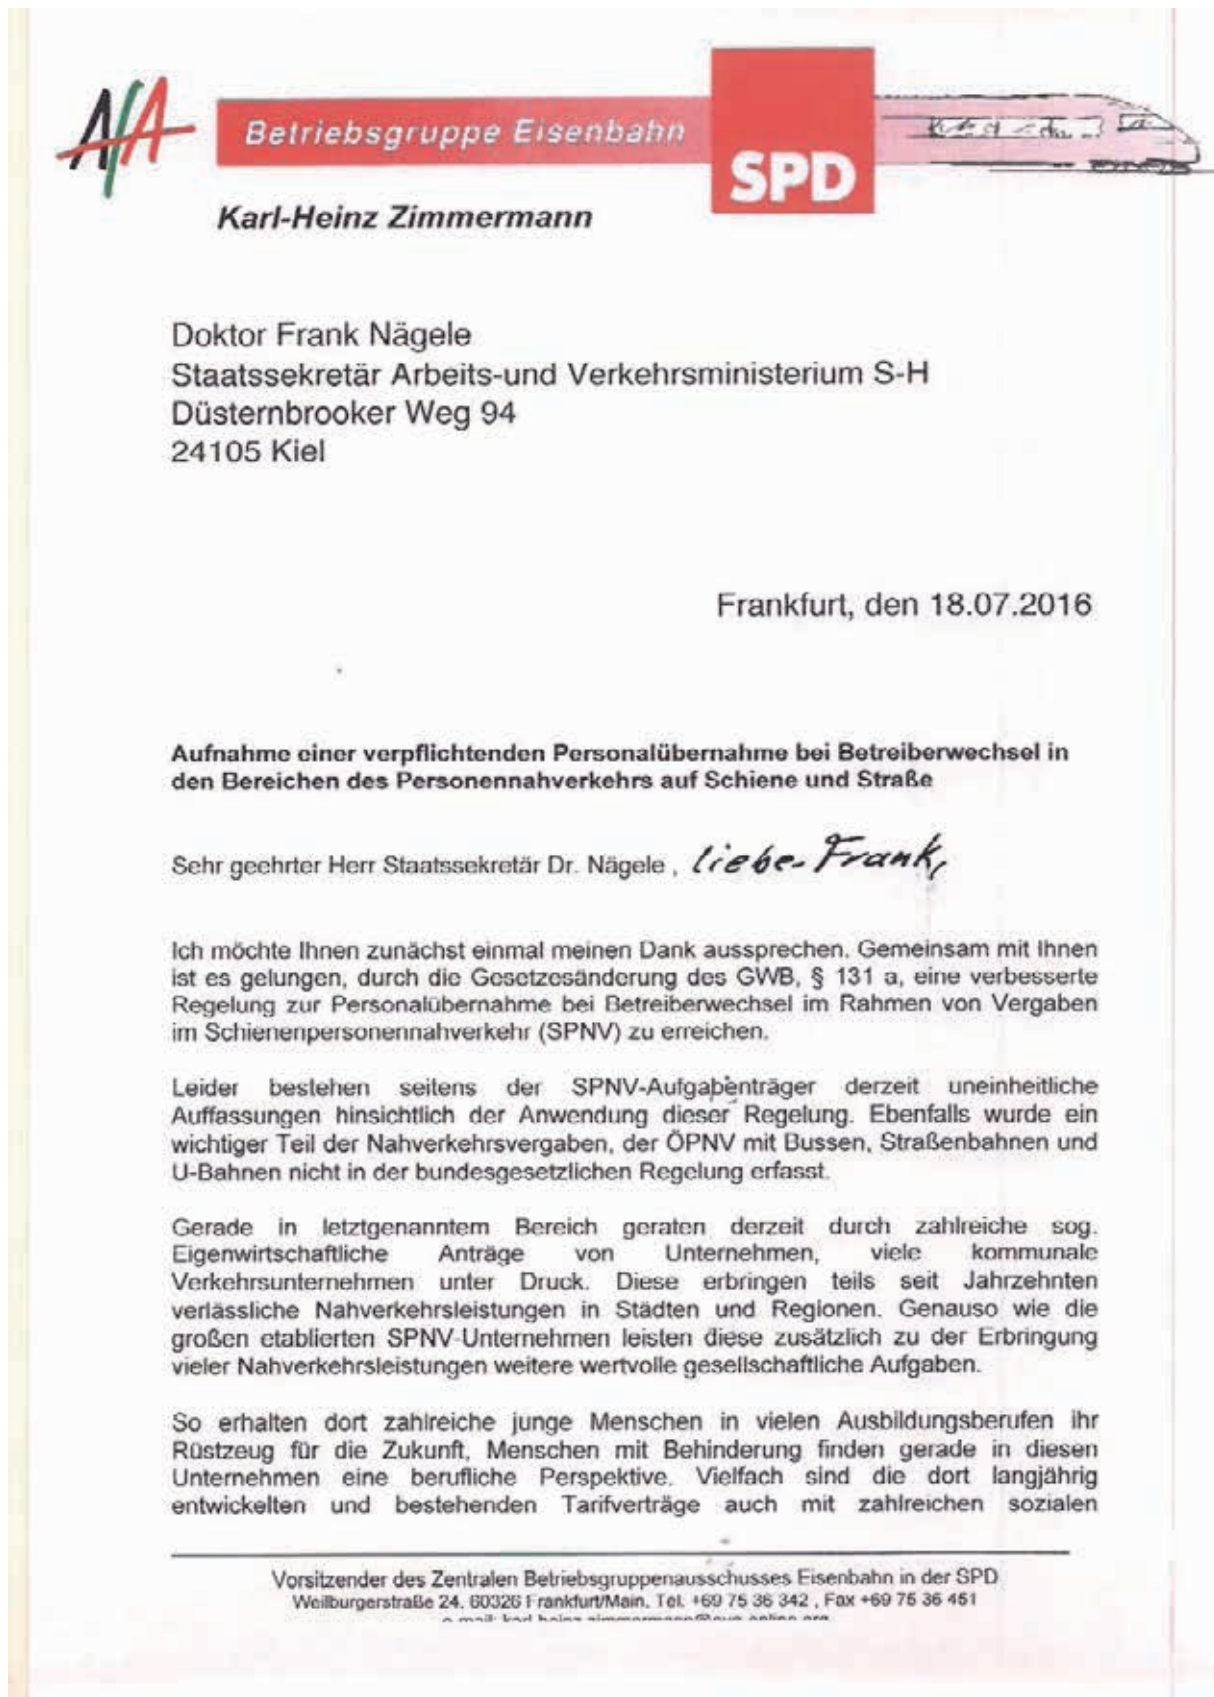 AfA
Betriebsgruppe Eisenbahn
SPD
Karl-Heinz Zimmermann
Doktor Frank Nägele
Staatssekretär Arbeits-und Verkehrsministerium S-H
Düsternbrooker Weg 94
24105 Kiel
Frankfurt, den 18.07.2016
Aufnahme einer verpflichtenden Personalübernahme bei Betreiberwechsel in
den Bereichen des Personennahverkehrs auf Schiene und Straße
Sehr geehrter Herr Staatssekretär Dr. Nägele , lieber Frank,
Ich möchte Ihnen zunächst einmal meinen Dank aussprechen. Gemeinsam mit Ihnen
ist es gelungen, durch die Gesetzesänderung des GWB, § 131 a, eine verbesserte
Regelung zur Personalübernahme bei Betreiberwechsel im Rahmen von Vergaben
im Schienenpersonennahverkehr (SPNV) zu erreichen.
Leider bestehen seitens der SPNV-Aufgabenträger derzeit uneinheitliche
Auffassungen hinsichtlich der Anwendung dieser Regelung. Ebenfalls wurde ein
wichtiger Teil der Nahverkehrsvergaben, der ÖPNV mit Bussen, Straßenbahnen und
U-Bahnen nicht in der bundesgesetzlichen Regelung erfasst.
Gerade in letztgenanntem Bereich geraten derzeit durch zahlreiche sog.
Eigenwirtschaftliche Anträge von Unternehmen, viele kommunale
Verkehrsunternehmen unter Druck. Diese erbringen teils seit Jahrzehnten
verlässliche Nahverkehrsleistungen in Städten und Regionen. Genauso wie die
großen etablierten SPNV-Unternehmen leisten diese zusätzlich zu der Erbringung
vieler Nahverkehrsleistungen weitere wertvolle gesellschaftliche Aufgaben.
So erhalten dort zahlreiche junge Menschen in vielen Ausbildungsberufen ihr
Rüstzeug für die Zukunft, Menschen mit Behinderung finden gerade in diesen
Unternehmen eine berufliche Perspektive. Vielfach sind die dort langjährig
entwickelten und bestehenden Tarifverträge auch mit zahlreichen sozialen
Vorsitzender des Zentralen Betriebsgruppenausschusses Eisenbahn in der SPD
Weilburgerstraße 24, 60326 Frankfurt/Main, Tel. +69 75 36 342 , Fax +69 75 36 451